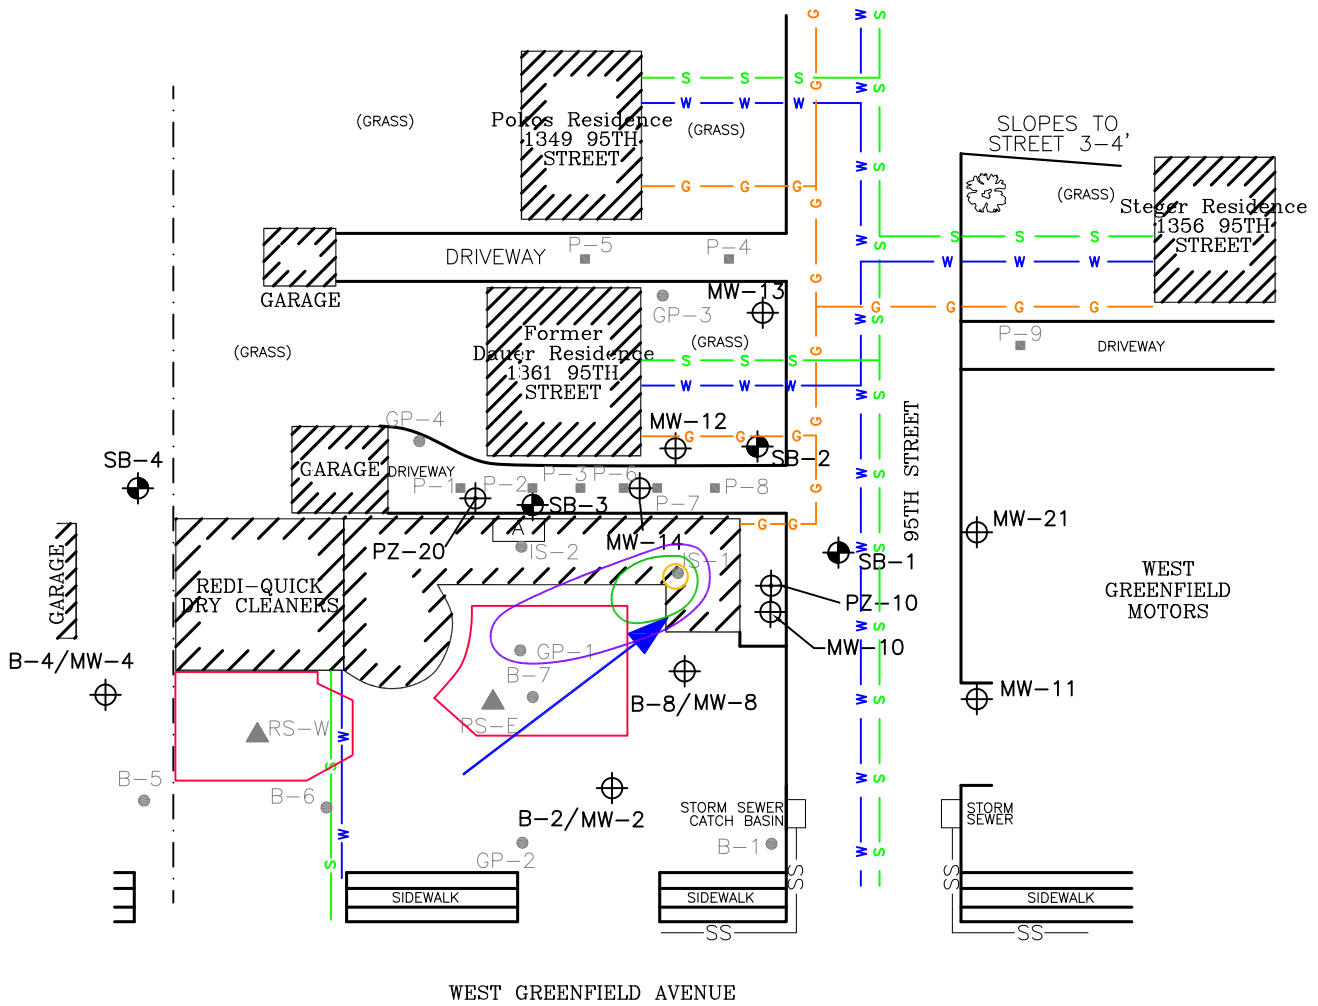 G
W
S
S
S
S
G
W
S
W
W
W
(GRASS)
Pokos Residence
1349 95TH
STREET
(GRASS)
SLOPES TO
STREET 3-4'
W
S
G
G
G
(GRASS)
G
Steger Residence
1356 95TH
STREET
P-5
P-4
DRIVEWAY
W
S
S
S
S
W
W
W
GARAGE
MW-13
GP-3
G
G
G
G
W
S
Former
Dauer Residence
1361 95TH
STREET
(GRASS)
(GRASS)
S
S
S
G
W
W
W
P-9
DRIVEWAY
W
S
GP-4
MW-12
G
G
G
G
95TH STREET
SB-4
SB-2
GARAGE
DRIVEWAY
P-1
P-2
P-3
P-6
P-7
P-8
G
W
S
SB-3
PZ-20
A
MW-14
G
G
MW-21
IS-2
IS-1
W
S
SB-1
GARAGE
REDI-QUICK
DRY CLEANERS
PZ-10
WEST
GREENFIELD
MOTORS
W
S
MW-10
B-4/MW-4
GP-1
B-7
B-8/MW-8
W
S
MW-11
RS-W
RS-E
W
S
B-5
B-6
W
S
B-2/MW-2
STORM SEWER
CATCH BASIN
STORM
SEWER
W
S
GP-2
B-1
W
S
SS
SS
SIDEWALK
SIDEWALK
SIDEWALK
SS
SS
WEST GREENFIELD AVENUE